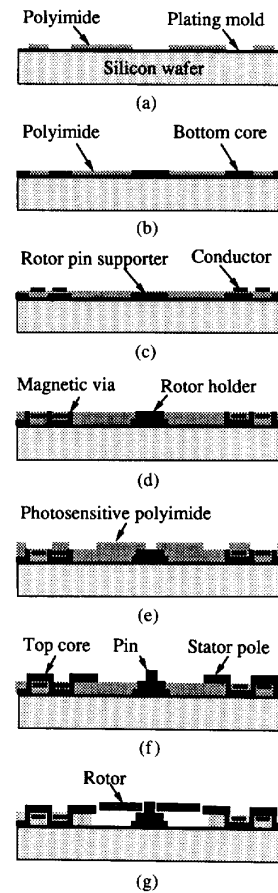 Polyimide Plating mold
Silicon wafer
(a)
Polyimide Bottom core
(b)
Rotor pin supporter Conductor
(c)
Magnetic via Rotor holder
(d)
Photosensitive polyimide
(e)
Top core Pin Stator pole
(f)
Rotor
(g)